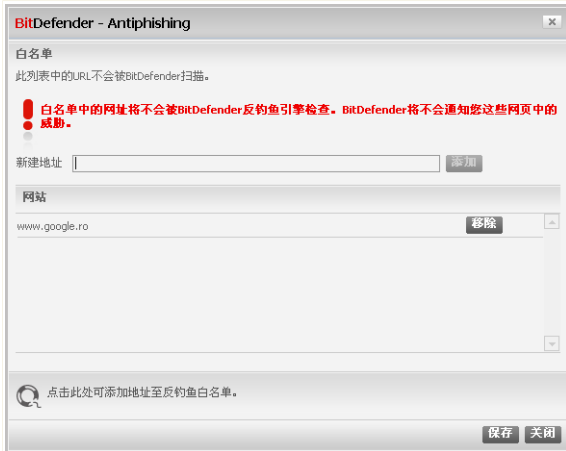 BitDefender - Antiphishing
白名单
此列表中的URL不会被BitDefender扫描。
白名单中的网址将不会被BitDefender反钓鱼引擎检查。BitDefender将不会通知您这些网页中的
威胁。
新建地址 添加
网站
www.google.ro 移除
点击此处可添加地址至反钓鱼白名单。
保存 关闭